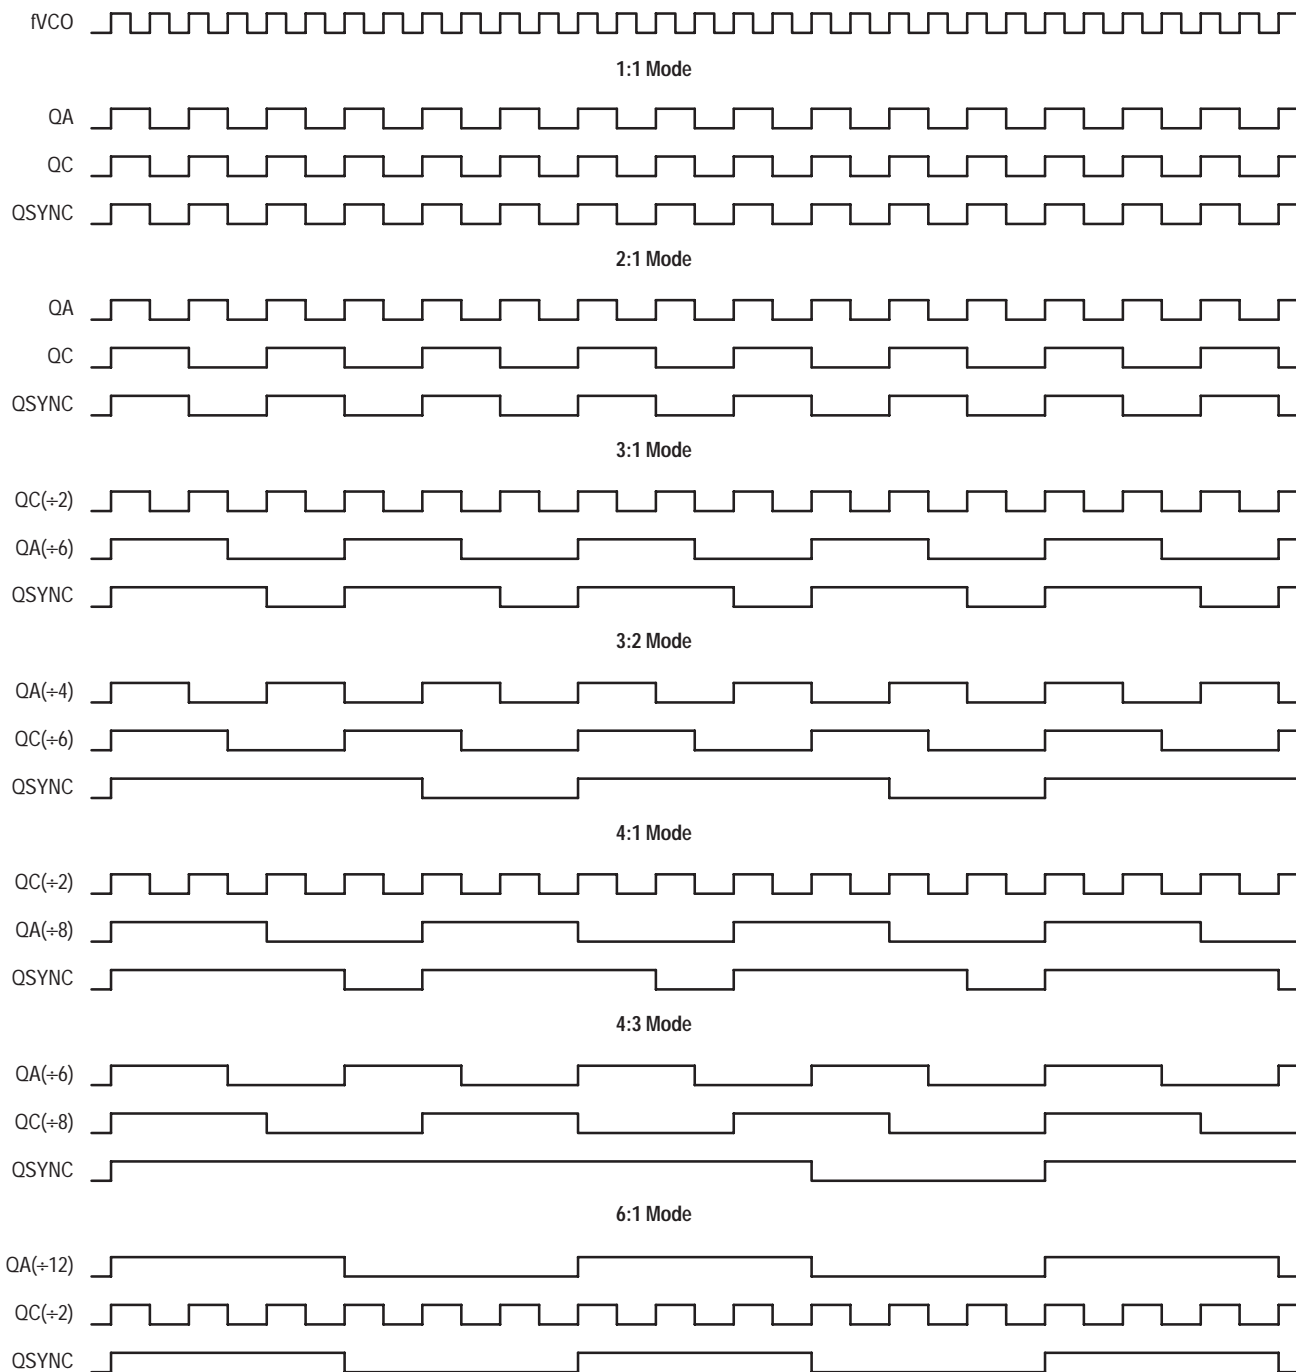 fVCO
1:1 Mode
QA
QC
QSYNC
2:1 Mode
QA
QC
QSYNC
3:1 Mode
QC(÷2)
QA(÷6)
QSYNC
3:2 Mode
QA(÷4)
QC(÷6)
QSYNC
4:1 Mode
QC(÷2)
QA(÷8)
QSYNC
4:3 Mode
QA(÷6)
QC(÷8)
QSYNC
6:1 Mode
QA(÷12)
QC(÷2)
QSYNC